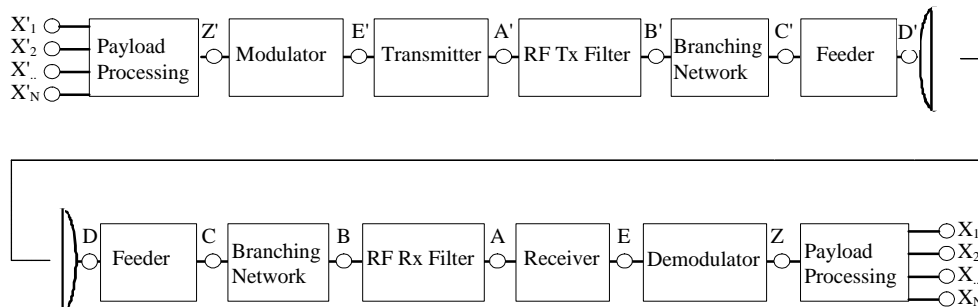 X'1
X'2
X'..
X'N
Payload
Processing
Z'
Modulator
E'
Transmitter
A'
RF Tx Filter
B'
Branching
Network
C'
Feeder
D'
D
Feeder
C
Branching
Network
B
RF Rx Filter
A
Receiver
E
Demodulator
Z
Payload
Processing
X1
X2
X..